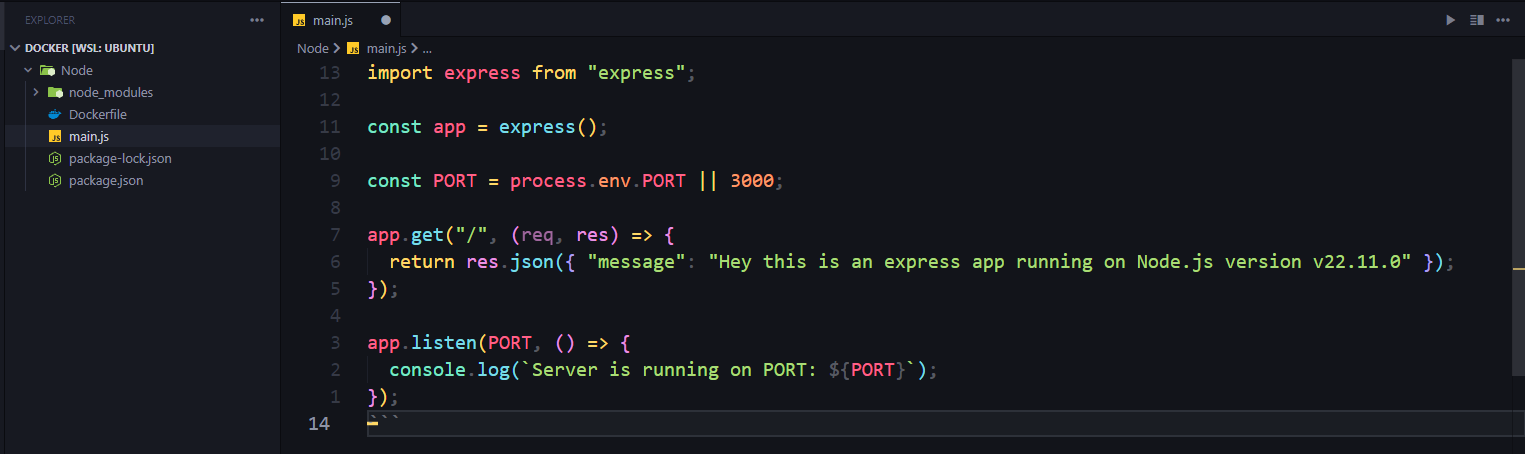 EXPLORER
DOCKER [WSL: UBUNTU]
Node
node_modules
Dockerfile
JS main.js
package-lock.json
package.json
JS main.js
Node > JS main.js > ...
13 import express from "express";
12
11 const app = express();
10
9 const PORT = process.env.PORT || 3000;
8
7 app.get("/", (req, res) => {
6 return res.json({ "message": "Hey this is an express app running on Node.js version v22.11.0" });
5 });
4
3 app.listen(PORT, () => {
2 console.log(`Server is running on PORT: ${PORT}`);
1 });
14 ```